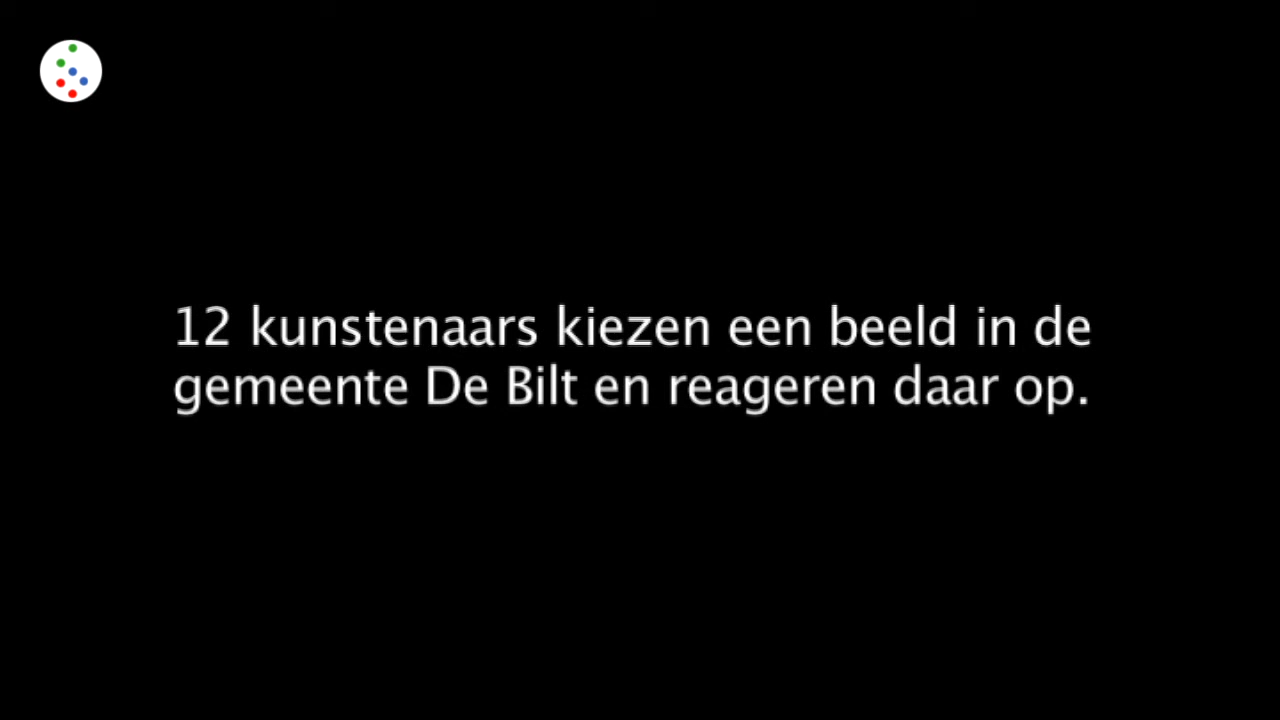 12 kunstenaars kiezen een beeld in de
gemeente De Bilt en reageren daar op.